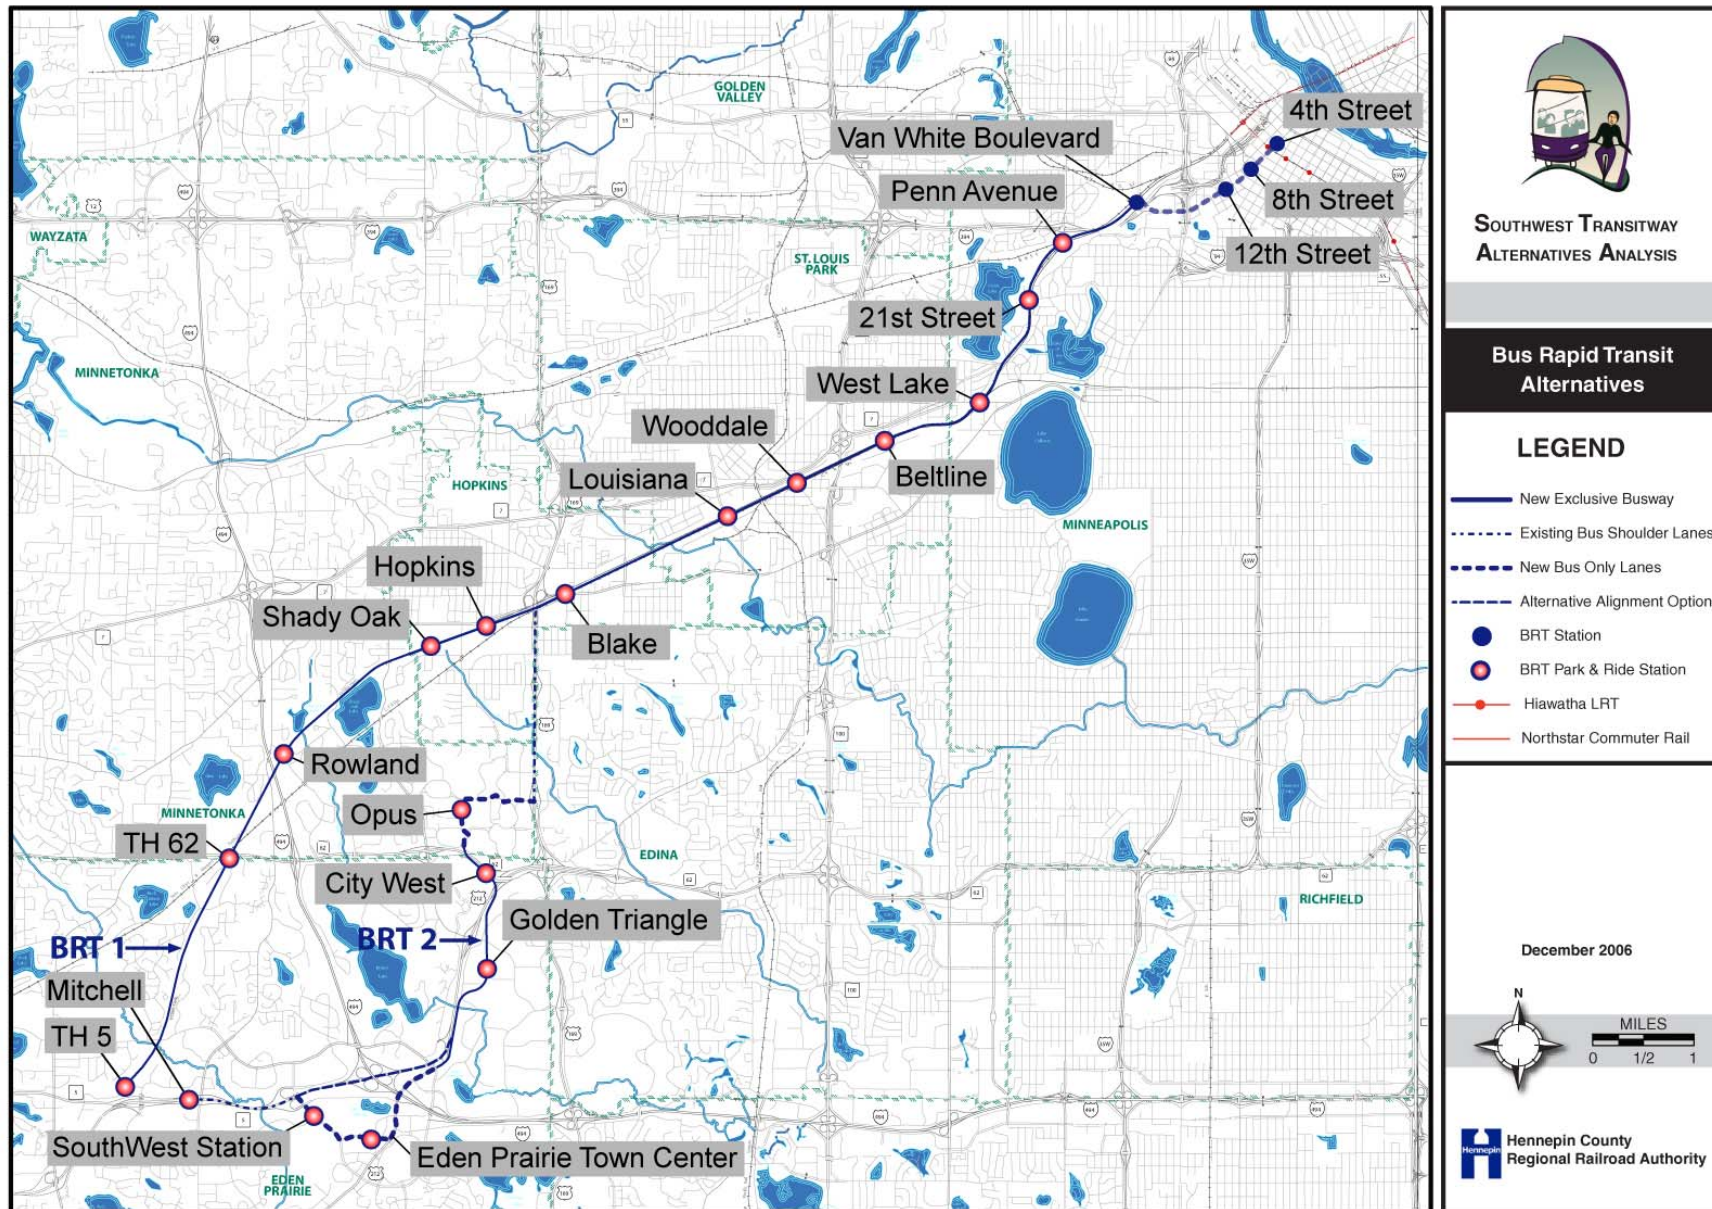 GOLDEN
VALLEY
4th Street
Van White Boulevard
Penn Avenue
8th Street
12th Street
WAYZATA
ST. LOUIS
PARK
21st Street
MINNETONKA
West Lake
Wooddale
Beltline
Louisiana
HOPKINS
MINNEAPOLIS
Hopkins
Shady Oak
Blake
Rowland
Opus
MINNETONKA
TH 62
EDINA
City West
RICHFIELD
Golden Triangle
BRT 1
BRT 2
Mitchell
TH 5
SouthWest Station
Eden Prairie Town Center
EDEN
PRAIRIE
SOUTHWEST TRANSITWAY
ALTERNATIVES ANALYSIS
Bus Rapid Transit
Alternatives
LEGEND
New Exclusive Busway
Existing Bus Shoulder Lanes
New Bus Only Lanes
Alternative Alignment Option
BRT Station
BRT Park & Ride Station
Hiawatha LRT
Northstar Commuter Rail
December 2006
N
MILES
0 1/2 1
Hennepin
Hennepin County
Regional Railroad Authority